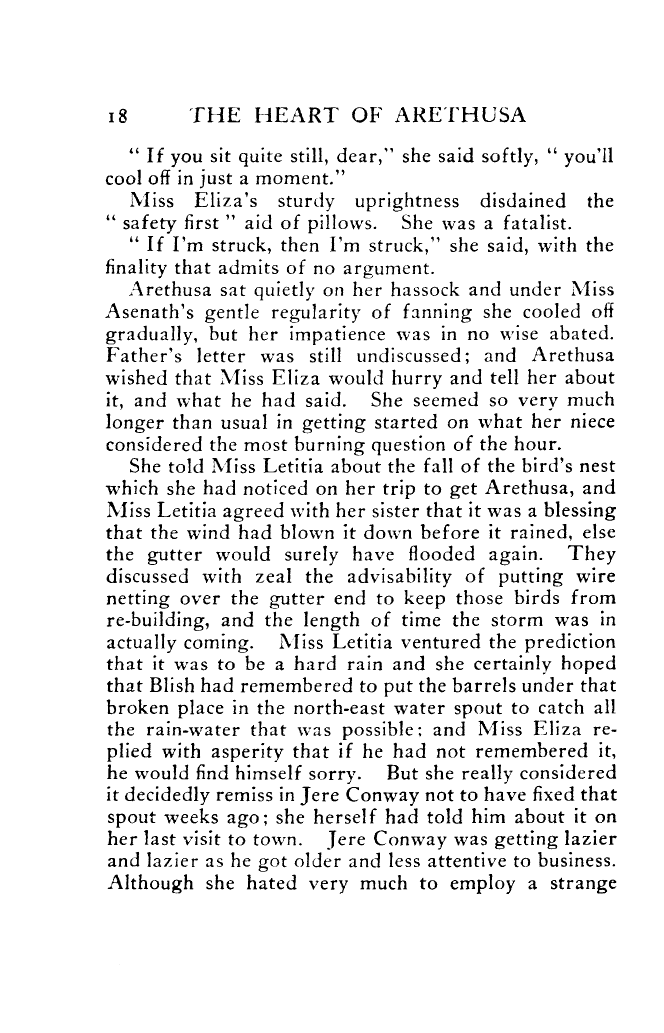 18 THE HEART OF ARETHUSA
“ If you sit quite still, dear,” she said softly, “ you'll
cool off in just a moment.”
Miss Eliza's sturdy uprightness disdained the
“ safety first ” aid of pillows. She was a fatalist.
“ If I'm struck, then I'm struck,” she said, with the
finality that admits of no argument.
Arethusa sat quietly on her hassock and under Miss
Asenath's gentle regularity of fanning she cooled off
gradually, but her impatience was in no wise abated.
Father's letter was still undiscussed; and Arethusa
wished that Miss Eliza would hurry and tell her about
it, and what he had said. She seemed so very much
longer than usual in getting started on what her niece
considered the most burning question of the hour.
She told Miss Letitia about the fall of the bird's nest
which she had noticed on her trip to get Arethusa, and
Miss Letitia agreed with her sister that it was a blessing
that the wind had blown it down before it rained, else
the gutter would surely have flooded again. They
discussed with zeal the advisability of putting wire
netting over the gutter end to keep those birds from
re-building, and the length of time the storm was in
actually coming. Miss Letitia ventured the prediction
that it was to be a hard rain and she certainly hoped
that Blish had remembered to put the barrels under that
broken place in the north-east water spout to catch all
the rain-water that was possible; and Miss Eliza re-
plied with asperity that if he had not remembered it,
he would find himself sorry. But she really considered
it decidedly remiss in Jere Conway not to have fixed that
spout weeks ago; she herself had told him about it on
her last visit to town. Jere Conway was getting lazier
and lazier as he got older and less attentive to business.
Although she hated very much to employ a strange